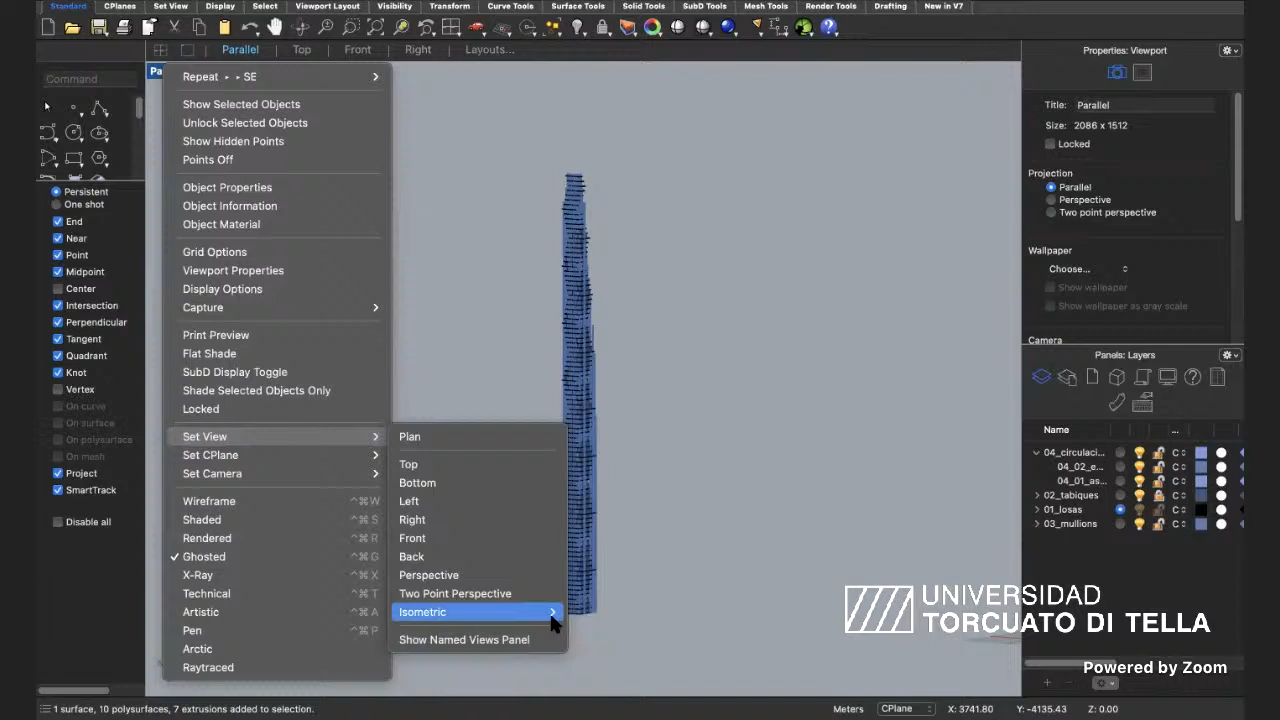 Standard CPlanes Set View Display Select Viewport Layout Visibility Transform Curve Tools Surface Tools Solid Tools SubD Tools Mesh Tools Render Tools Drafting New in V7
Parallel Top Front Right Layouts...
Command
Persistent
One shot
End
Near
Point
Midpoint
Center
Intersection
Perpendicular
Tangent
Quadrant
Knot
Vertex
On curve
On surface
On polysurface
On mesh
Project
SmartTrack
Disable all
Pa
Repeat SE
Show Selected Objects
Unlock Selected Objects
Show Hidden Points
Points Off
Object Properties
Object Information
Object Material
Grid Options
Viewport Properties
Display Options
Capture
Print Preview
Flat Shade
SubD Display Toggle
Shade Selected Objects Only
Locked
Set View
Set CPlane
Set Camera
Wireframe ⌃⌘W
Shaded ⌃⌘S
Rendered ⌃⌘R
Ghosted ⌃⌘G
X-Ray ⌃⌘X
Technical ⌃⌘T
Artistic ⌃⌘A
Pen ⌃⌘P
Arctic
Raytraced
Plan
Top
Bottom
Left
Right
Front
Back
Perspective
Two Point Perspective
Isometric
Show Named Views Panel
Properties: Viewport
Title: Parallel
Size: 2086 x 1512
Locked
Projection
Parallel
Perspective
Two point perspective
Wallpaper
Choose...
Show wallpaper
Show wallpaper as gray scale
Camera
Panels: Layers
Name ...
04_circulaci... C
04_02_e... C
04_01_as... C
02_tabiques C
01_losas C
03_mullions C
UNIVERSIDAD
TORCUATO DI TELLA
Powered by Zoom
1 surface, 10 polysurfaces, 7 extrusions added to selection. Meters CPlane X: 3741.80 Y: -4135.43 Z: 0.00